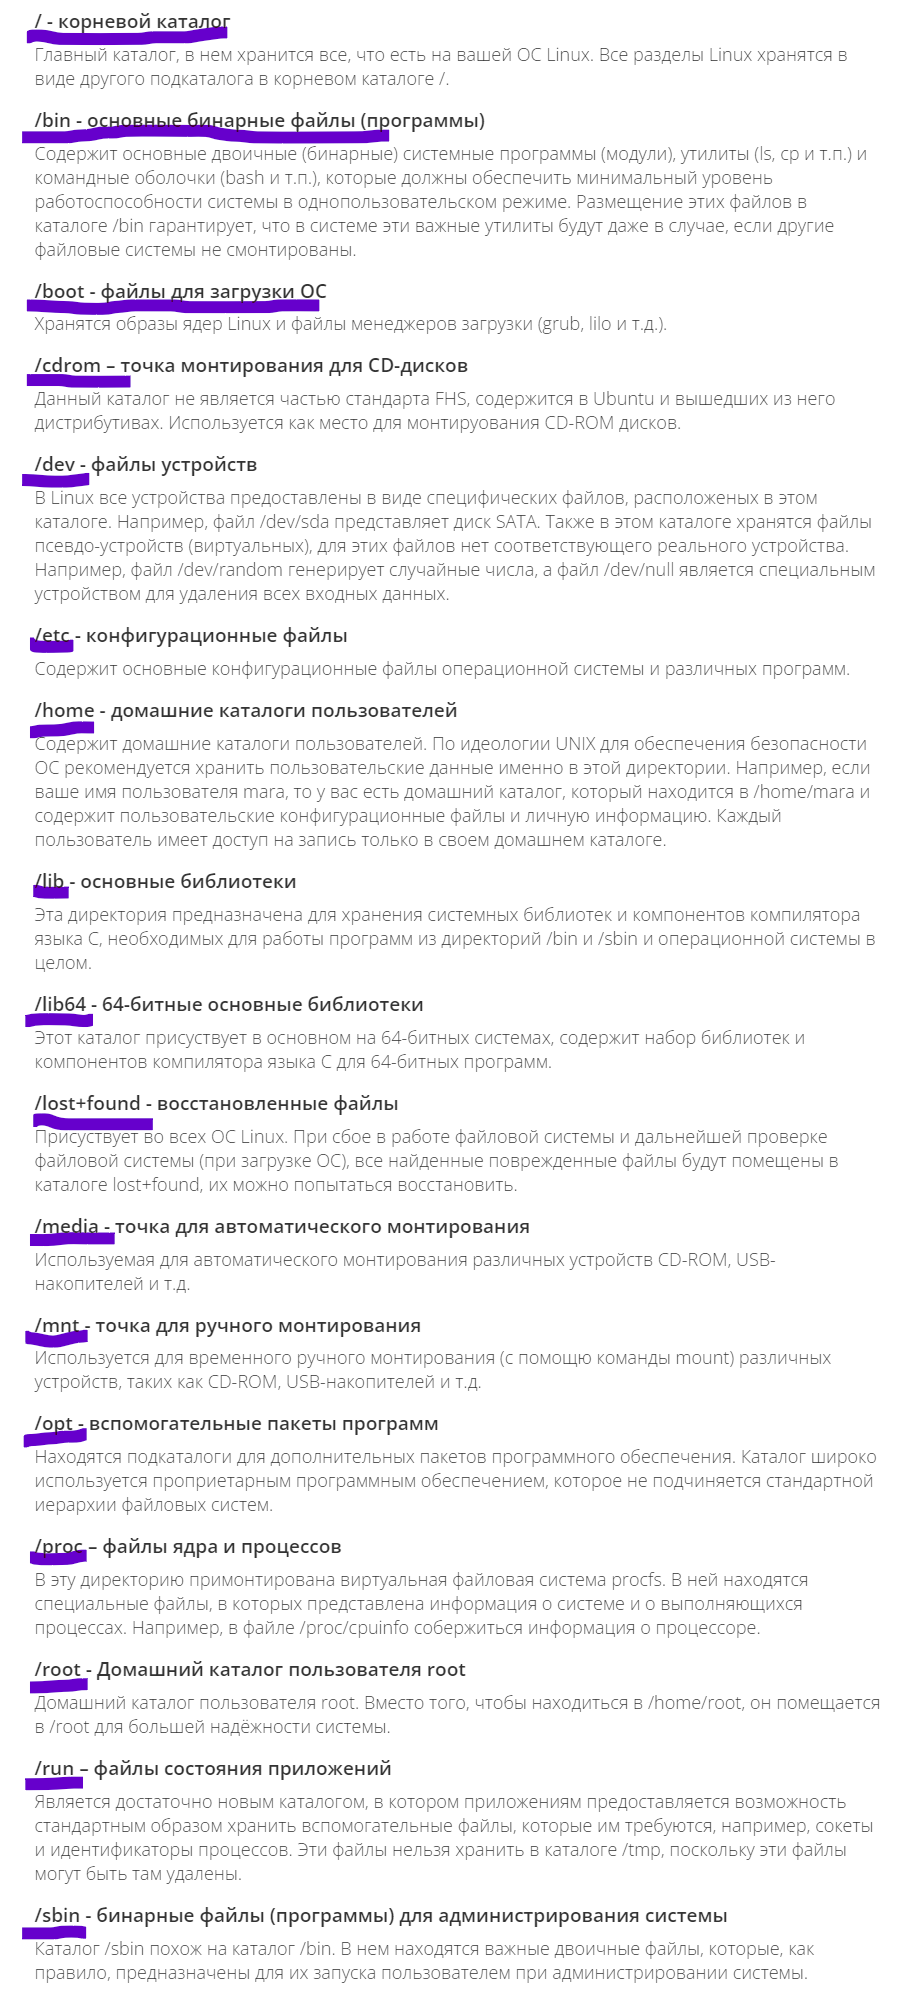 / - корневой каталог
Главный каталог, в нем хранится все, что есть на вашей ОС Linux. Все разделы Linux хранятся в
виде другого подкаталога в корневом каталоге /.
/bin - основные бинарные файлы (программы)
Содержит основные двоичные (бинарные) системные программы (модули), утилиты (ls, cp и т.п.) и
командные оболочки (bash и т.п.), которые должны обеспечить минимальный уровень
работоспособности системы в однопользовательском режиме. Размещение этих файлов в
каталоге /bin гарантирует, что в системе эти важные утилиты будут даже в случае, если другие
файловые системы не смонтированы.
/boot - файлы для загрузки ОС
Хранятся образы ядер Linux и файлы менеджеров загрузки (grub, lilo и т.д.).
/cdrom – точка монтирования для CD-дисков
Данный каталог не является частью стандарта FHS, содержится в Ubuntu и вышедших из него
дистрибутивах. Используется как место для монтируования CD-ROM дисков.
/dev - файлы устройств
В Linux все устройства предоставлены в виде специфических файлов, расположеных в этом
каталоге. Например, файл /dev/sda представляет диск SATA. Также в этом каталоге хранятся файлы
псевдо-устройств (виртуальных), для этих файлов нет соответствующего реального устройства.
Например, файл /dev/random генерирует случайные числа, а файл /dev/null является специальным
устройством для удаления всех входных данных.
/etc - конфигурационные файлы
Содержит основные конфигурационные файлы операционной системы и различных программ.
/home - домашние каталоги пользователей
Содержит домашние каталоги пользователей. По идеологии UNIX для обеспечения безопасности
ОС рекомендуется хранить пользовательские данные именно в этой директории. Например, если
ваше имя пользователя mara, то у вас есть домашний каталог, который находится в /home/mara и
содержит пользовательские конфигурационные файлы и личную информацию. Каждый
пользователь имеет доступ на запись только в своем домашнем каталоге.
/lib - основные библиотеки
Эта директория предназначена для хранения системных библиотек и компонентов компилятора
языка С, необходимых для работы программ из директорий /bin и /sbin и операционной системы в
целом.
/lib64 - 64-битные основные библиотеки
Этот каталог присуствует в основном на 64-битных системах, содержит набор библиотек и
компонентов компилятора языка С для 64-битных программ.
/lost+found - восстановленные файлы
Присуствует во всех ОС Linux. При сбое в работе файловой системы и дальнейшей проверке
файловой системы (при загрузке ОС), все найденные поврежденные файлы будут помещены в
каталоге lost+found, их можно попытаться восстановить.
/media - точка для автоматического монтирования
Используемая для автоматического монтирования различных устройств CD-ROM, USB-
накопителей и т.д.
/mnt - точка для ручного монтирования
Используется для временного ручного монтирования (с помощю команды mount) различных
устройств, таких как CD-ROM, USB-накопителей и т.д.
/opt - вспомогательные пакеты программ
Находятся подкаталоги для дополнительных пакетов программного обеспечения. Каталог широко
используется проприетарным программным обеспечением, которое не подчиняется стандартной
иерархии файловых систем.
/proc – файлы ядра и процессов
В эту директорию примонтирована виртуальная файловая система procfs. В ней находятся
специальные файлы, в которых представлена информация о системе и о выполняющихся
процессах. Например, в файле /proc/cpuinfo собержиться информация о процессоре.
/root - Домашний каталог пользователя root
Домашний каталог пользователя root. Вместо того, чтобы находиться в /home/root, он помещается
в /root для большей надёжности системы.
/run – файлы состояния приложений
Является достаточно новым каталогом, в котором приложениям предоставляется возможность
стандартным образом хранить вспомогательные файлы, которые им требуются, например, сокеты
и идентификаторы процессов. Эти файлы нельзя хранить в каталоге /tmp, поскольку эти файлы
могут быть там удалены.
/sbin - бинарные файлы (программы) для администрирования системы
Каталог /sbin похож на каталог /bin. В нем находятся важные двоичные файлы, которые, как
правило, предназначены для их запуска пользователем при администрировании системы.